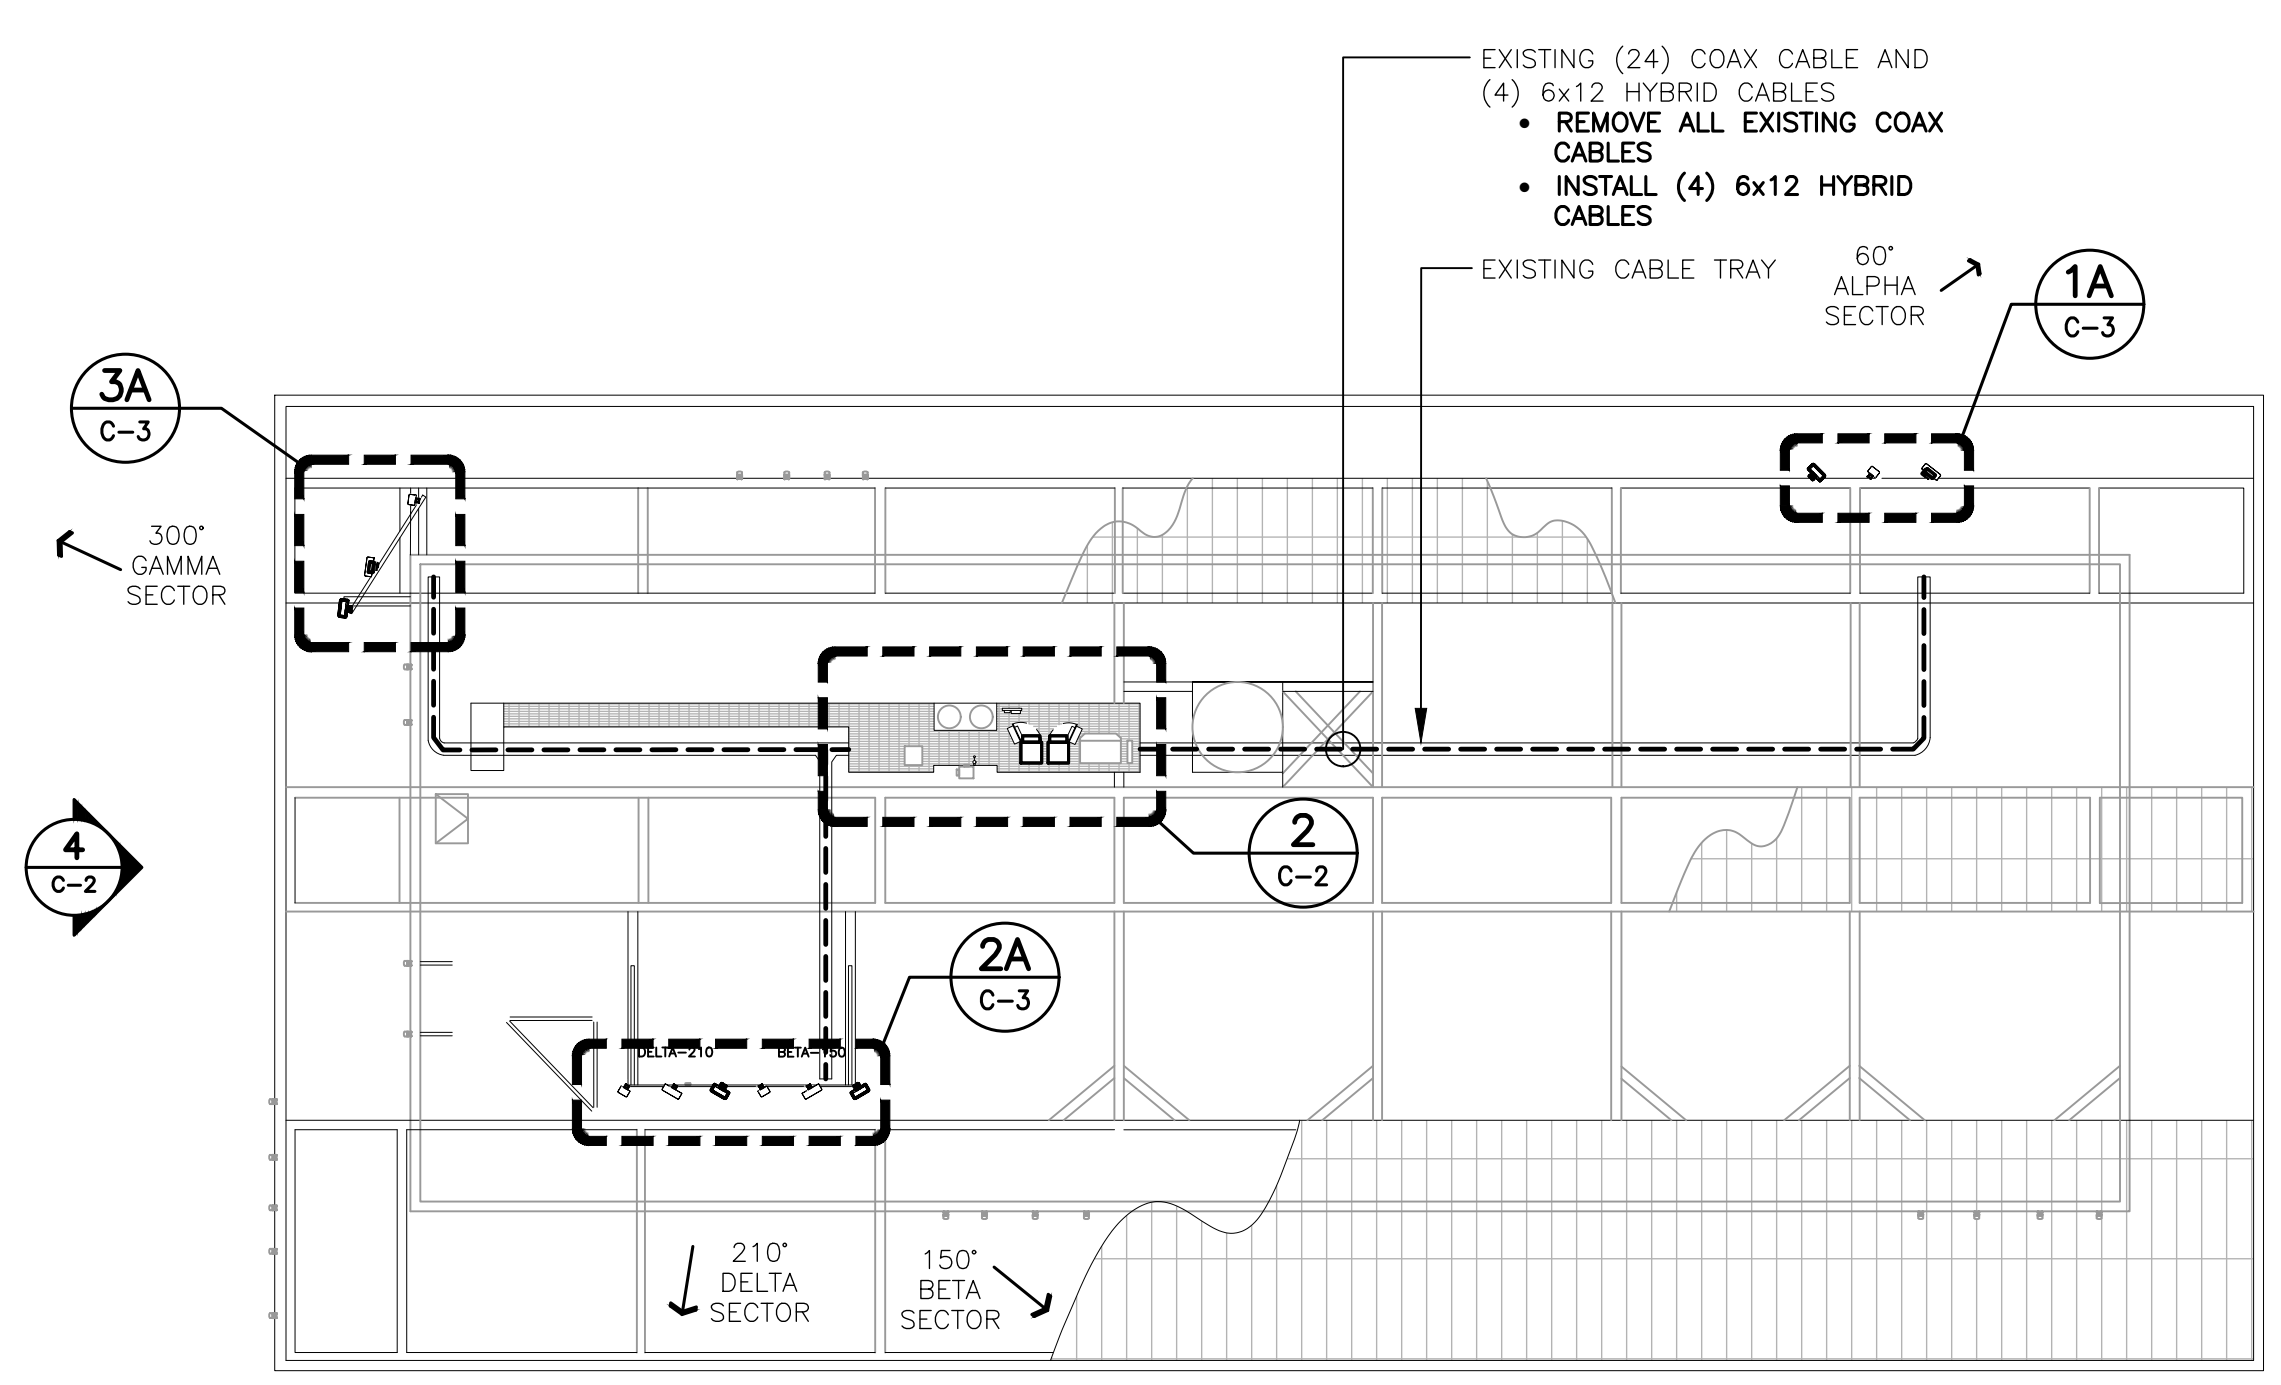 EXISTING (24) COAX CABLE AND
(4) 6x12 HYBRID CABLES
• REMOVE ALL EXISTING COAX
CABLES
• INSTALL (4) 6x12 HYBRID
CABLES
EXISTING CABLE TRAY
60°
ALPHA
SECTOR
1A
C-3
3A
C-3
300°
GAMMA
SECTOR
4
C-2
2
C-2
2A
C-3
DELTA-210
BETA-150
210°
DELTA
SECTOR
150°
BETA
SECTOR